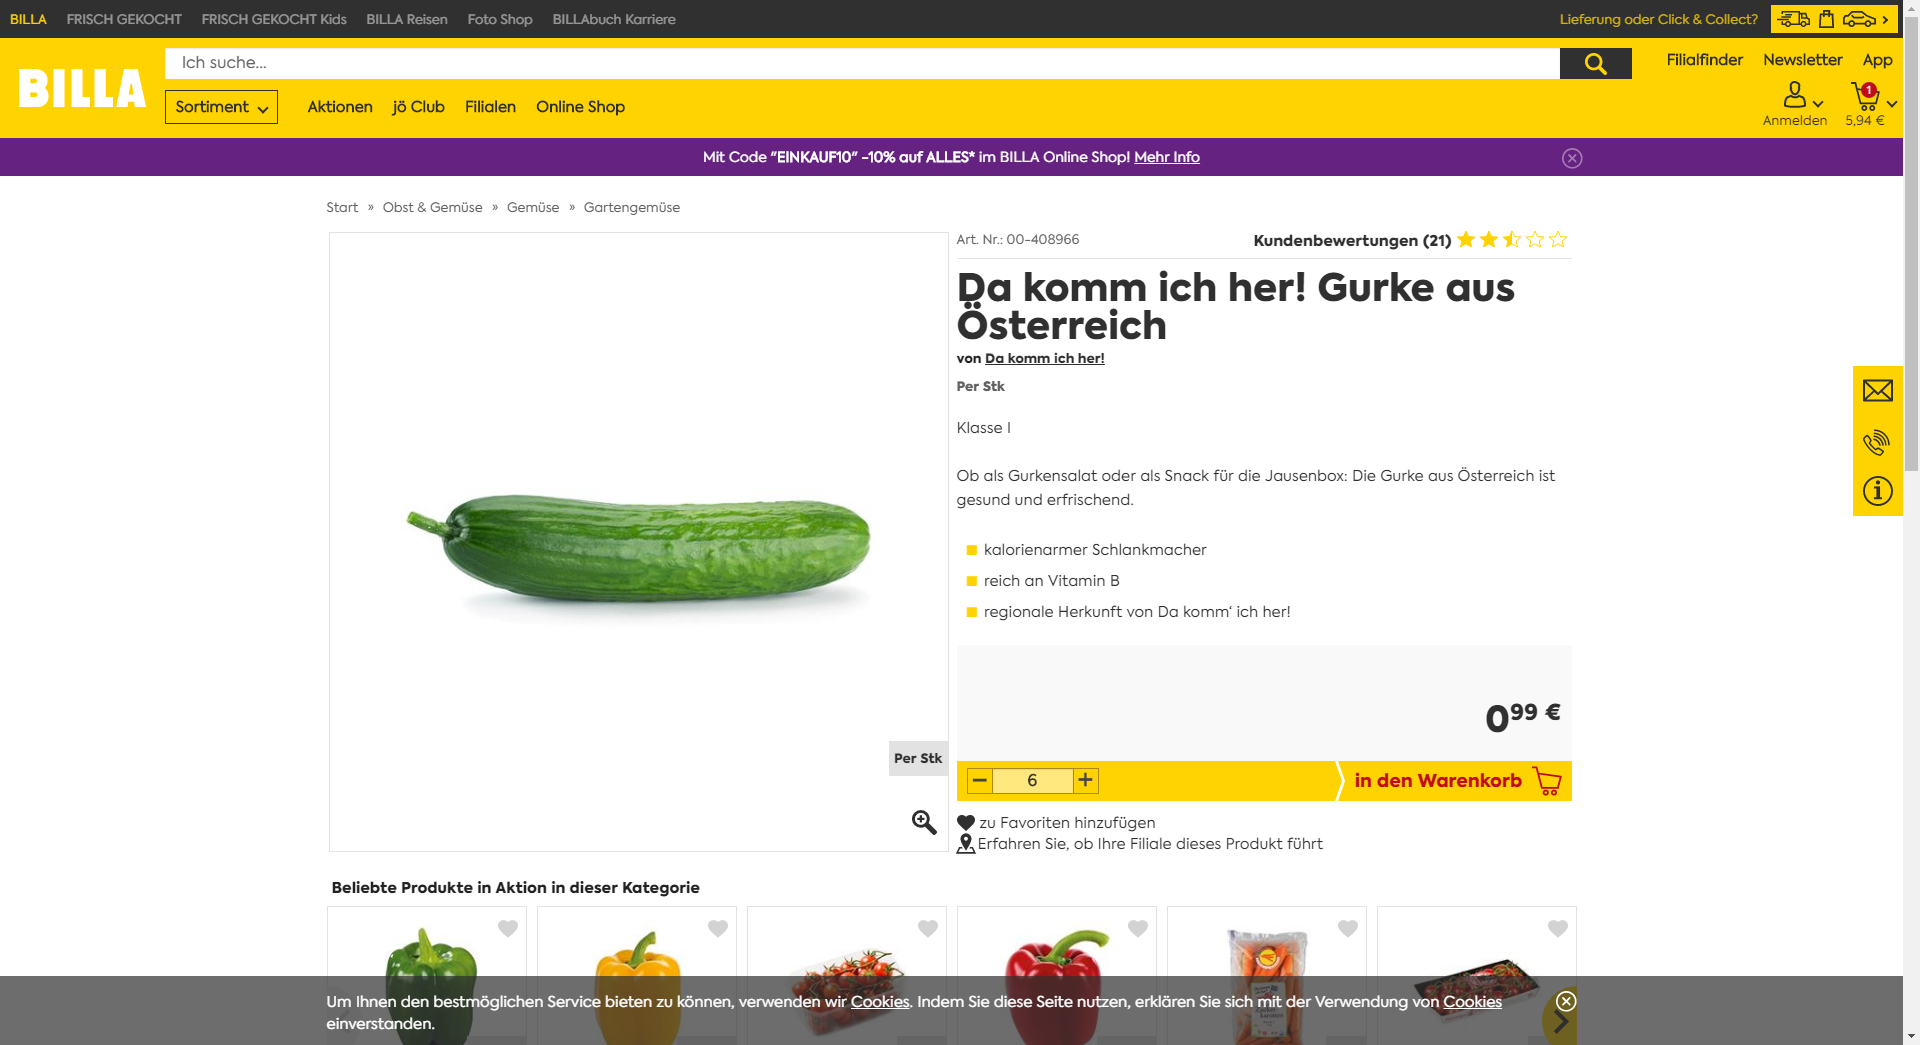 BILLA FRISCH GEKOCHT FRISCH GEKOCHT Kids BILLA Reisen Foto Shop BILLAbuch Karriere Lieferung oder Click & Collect?
BILLA
Ich suche...
Filialfinder Newsletter App
Sortiment Aktionen jö Club Filialen Online Shop
1
Anmelden 5,94 €
Mit Code "EINKAUF10" -10% auf ALLES* im BILLA Online Shop! Mehr Info
Start » Obst & Gemüse » Gemüse » Gartengemüse
Art. Nr.: 00-408966
Kundenbewertungen (21)
Da komm ich her! Gurke aus
Österreich
von Da komm ich her!
Per Stk
Klasse I
Ob als Gurkensalat oder als Snack für die Jausenbox: Die Gurke aus Österreich ist
gesund und erfrischend.
kalorienarmer Schlankmacher
reich an Vitamin B
regionale Herkunft von Da komm‘ ich her!
0 99 €
Per Stk
− 6 + in den Warenkorb
zu Favoriten hinzufügen
Erfahren Sie, ob Ihre Filiale dieses Produkt führt
Beliebte Produkte in Aktion in dieser Kategorie
Um Ihnen den bestmöglichen Service bieten zu können, verwenden wir Cookies. Indem Sie diese Seite nutzen, erklären Sie sich mit der Verwendung von Cookies
einverstanden.